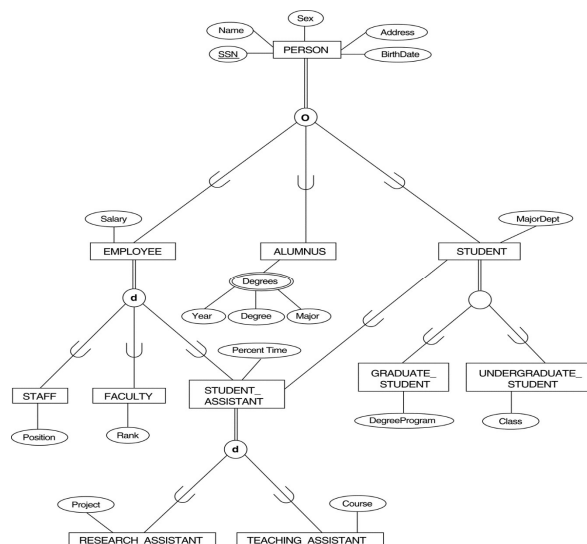 Sex
Name
Address
SSN
PERSON
BirthDate
O
Salary
MajorDept
EMPLOYEE
ALUMNUS
STUDENT
Degrees
d
Year
Degree
Major
Percent Time
GRADUATE_
STUDENT
UNDERGRADUATE_
STUDENT
STAFF
FACULTY
STUDENT_
ASSISTANT
DegreeProgram
Class
Position
Rank
d
Project
Course
RESEARCH_ASSISTANT
TEACHING_ASSISTANT